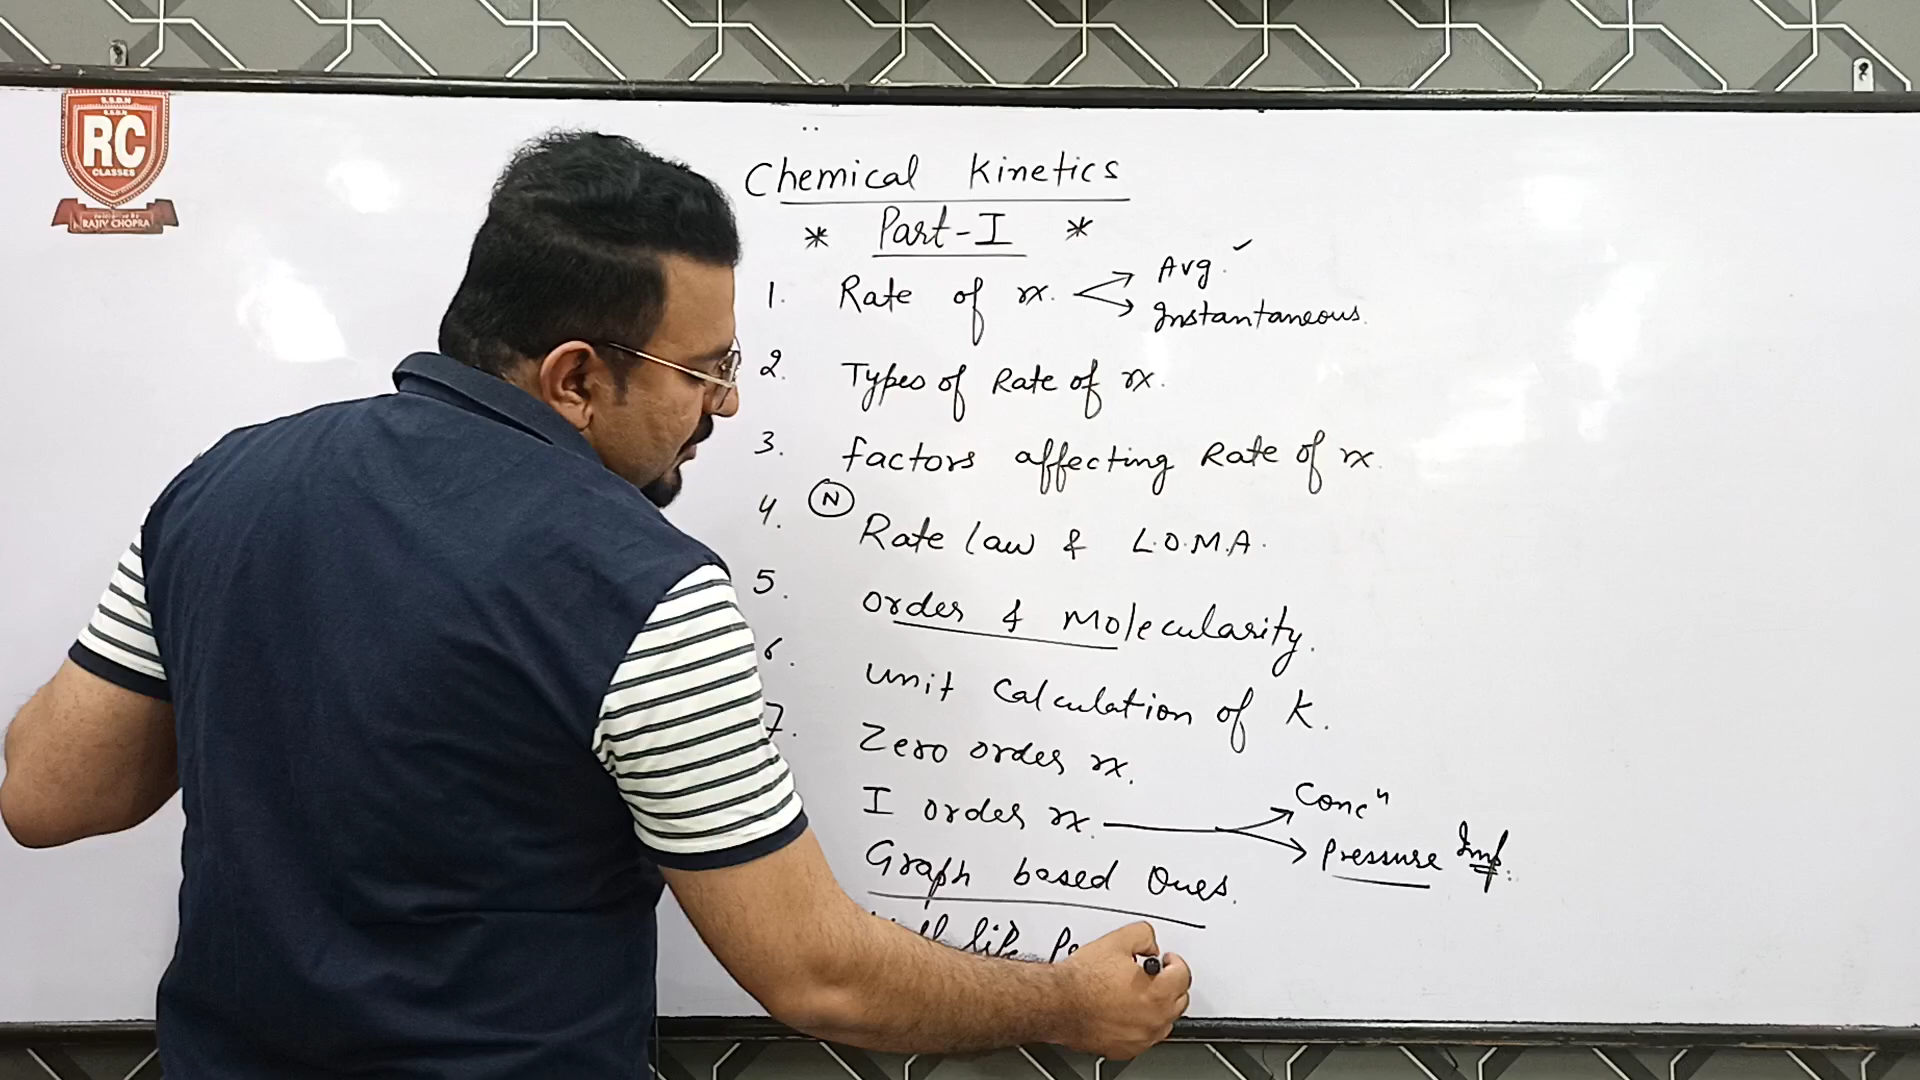 S.S.D.N
RC
CLASSES
RAJIV CHOPRA
Chemical Kinetics
* Part-I *
1. Rate of rx. Avg. ✓
Instantaneous.
2. Types of Rate of rx.
3. factors affecting Rate of rx.
4. (N) Rate law & L.O.M.A.
5. Order & Molecularity.
6. Unit Calculation of K.
7. Zero order rx.
I order rx. Concn
Pressure Imp.
Graph based Ques.
life